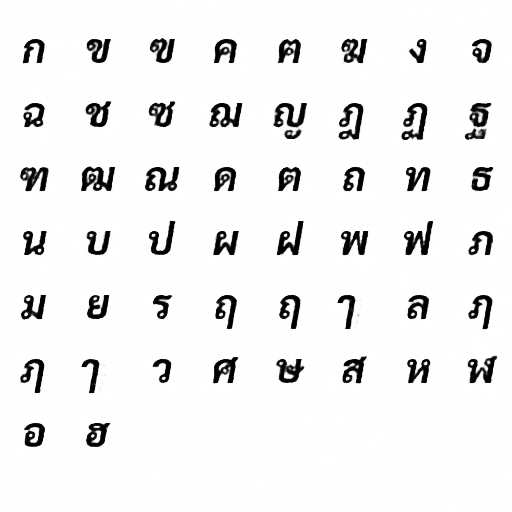 ก ข ฃ ค ฅ ฆ ง จ
ฉ ช ซ ฌ ญ ฎ ฏ ฐ
ฑ ฒ ณ ด ต ถ ท ธ
น บ ป ผ ฝ พ ฟ ภ
ม ย ร ฤ ฤ ๅ ล ฦ
ฦ ๅ ว ศ ษ ส ห ฬ
อ ฮ